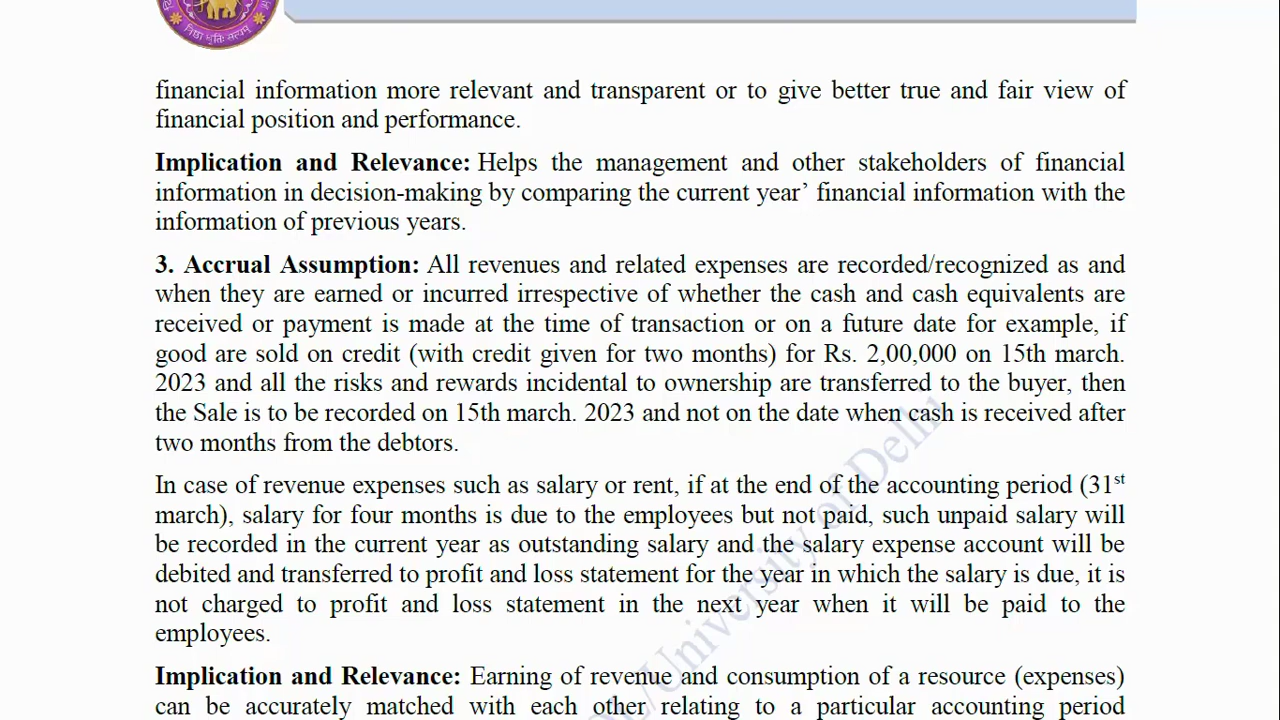 निष्ठा धृति सत्यम्
financial information more relevant and transparent or to give better true and fair view of
financial position and performance.
Implication and Relevance: Helps the management and other stakeholders of financial
information in decision-making by comparing the current year’ financial information with the
information of previous years.
3. Accrual Assumption: All revenues and related expenses are recorded/recognized as and
when they are earned or incurred irrespective of whether the cash and cash equivalents are
received or payment is made at the time of transaction or on a future date for example, if
good are sold on credit (with credit given for two months) for Rs. 2,00,000 on 15th march.
2023 and all the risks and rewards incidental to ownership are transferred to the buyer, then
the Sale is to be recorded on 15th march. 2023 and not on the date when cash is received after
two months from the debtors.
In case of revenue expenses such as salary or rent, if at the end of the accounting period (31st
march), salary for four months is due to the employees but not paid, such unpaid salary will
be recorded in the current year as outstanding salary and the salary expense account will be
debited and transferred to profit and loss statement for the year in which the salary is due, it is
not charged to profit and loss statement in the next year when it will be paid to the
employees.
Implication and Relevance: Earning of revenue and consumption of a resource (expenses)
can be accurately matched with each other relating to a particular accounting period
/University of Delhi